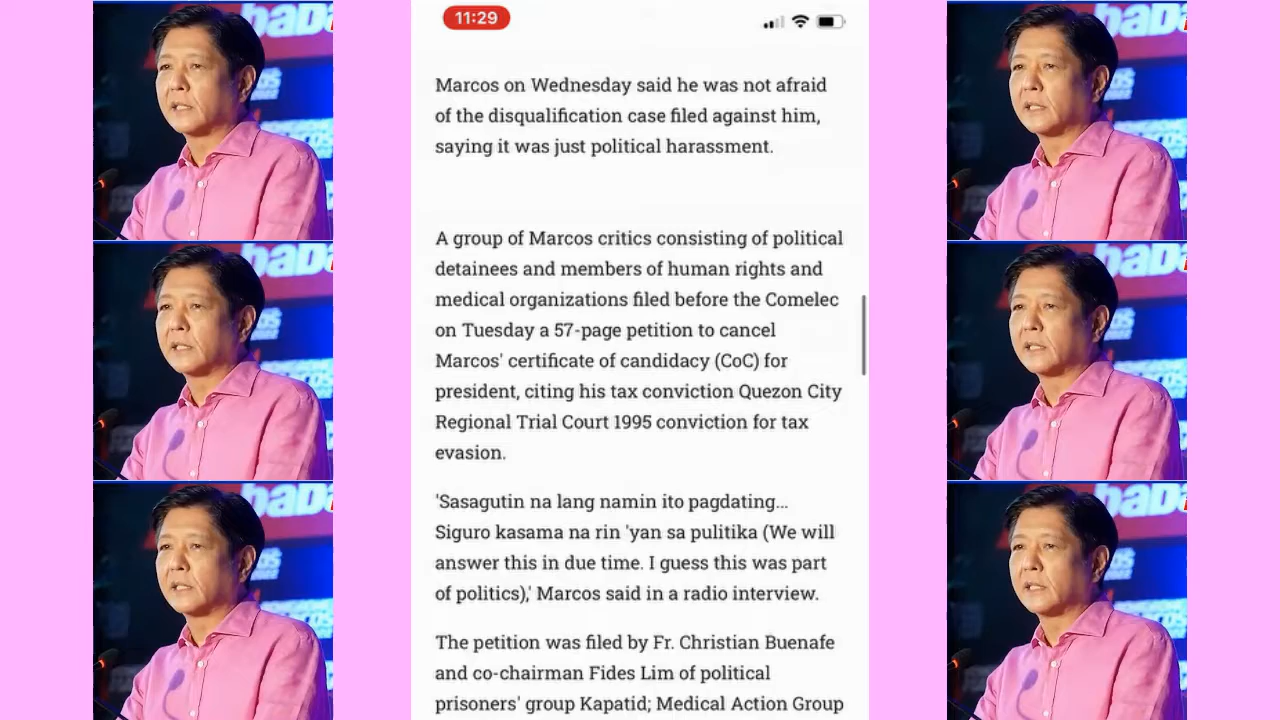 11:29
Marcos on Wednesday said he was not afraid
of the disqualification case filed against him,
saying it was just political harassment.
A group of Marcos critics consisting of political
detainees and members of human rights and
medical organizations filed before the Comelec
on Tuesday a 57-page petition to cancel
Marcos' certificate of candidacy (CoC) for
president, citing his tax conviction Quezon City
Regional Trial Court 1995 conviction for tax
evasion.
'Sasagutin na lang namin ito pagdating...
Siguro kasama na rin 'yan sa pulitika (We will
answer this in due time. I guess this was part
of politics),' Marcos said in a radio interview.
The petition was filed by Fr. Christian Buenafe
and co-chairman Fides Lim of political
prisoners' group Kapatid; Medical Action Group